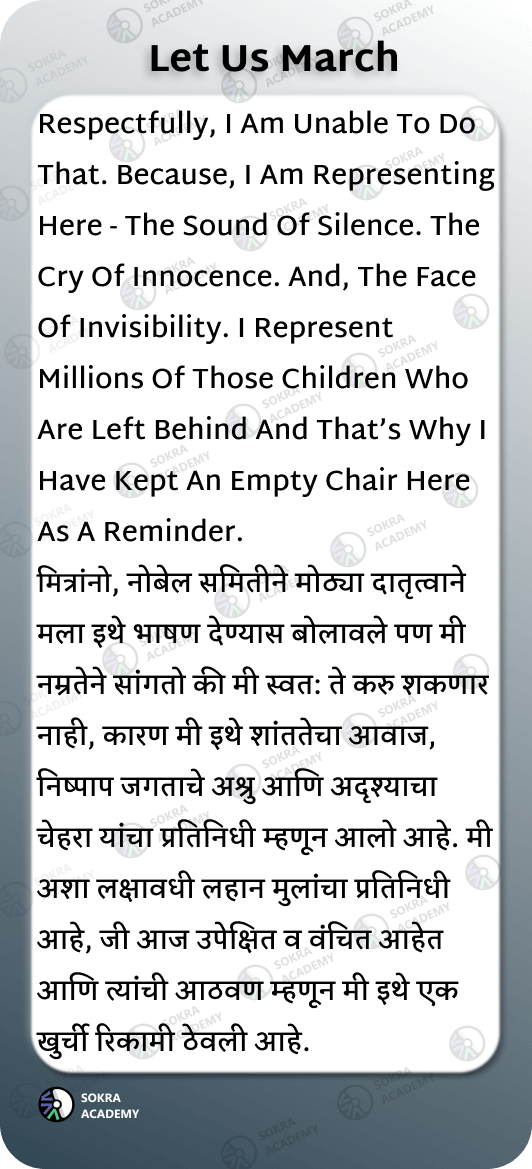 Let Us March
Respectfully, I Am Unable To Do
That. Because, I Am Representing
Here - The Sound Of Silence. The
Cry Of Innocence. And, The Face
Of Invisibility. I Represent
Millions Of Those Children Who
Are Left Behind And That's Why I
Have Kept An Empty Chair Here
As A Reminder.
मित्रांनो, नोबेल समितीने मोठ्या दातृत्वाने
मला इथे भाषण देण्यास बोलावले पण मी
नम्रतेने सांगतो की मी स्वत: ते करु शकणार
नाही, कारण मी इथे शांततेचा आवाज,
निष्पाप जगताचे अश्रु आणि अदृश्याचा
चेहरा यांचा प्रतिनिधी म्हणून आलो आहे. मी
अशा लक्षावधी लहान मुलांचा प्रतिनिधी
आहे, जी आज उपेक्षित व वंचित आहेत
आणि त्यांची आठवण म्हणून मी इथे एक
खुर्ची रिकामी ठेवली आहे.
SOKRA
ACADEMY